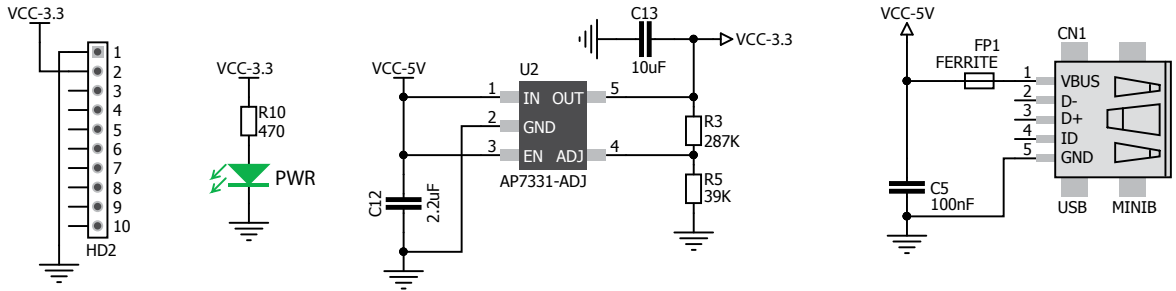 VCC-3.3
1
2
3
4
5
6
7
8
9
10
HD2
VCC-3.3
R10
470
PWR
VCC-5V
C12
2.2uF
U2
1 IN OUT 5
2 GND
3 EN ADJ 4
AP7331-ADJ
C13
10uF
VCC-3.3
R3
287K
R5
39K
VCC-5V
FP1
FERRITE
C5
100nF
CN1
1 VBUS
2 D-
3 D+
4 ID
5 GND
USB MINIB